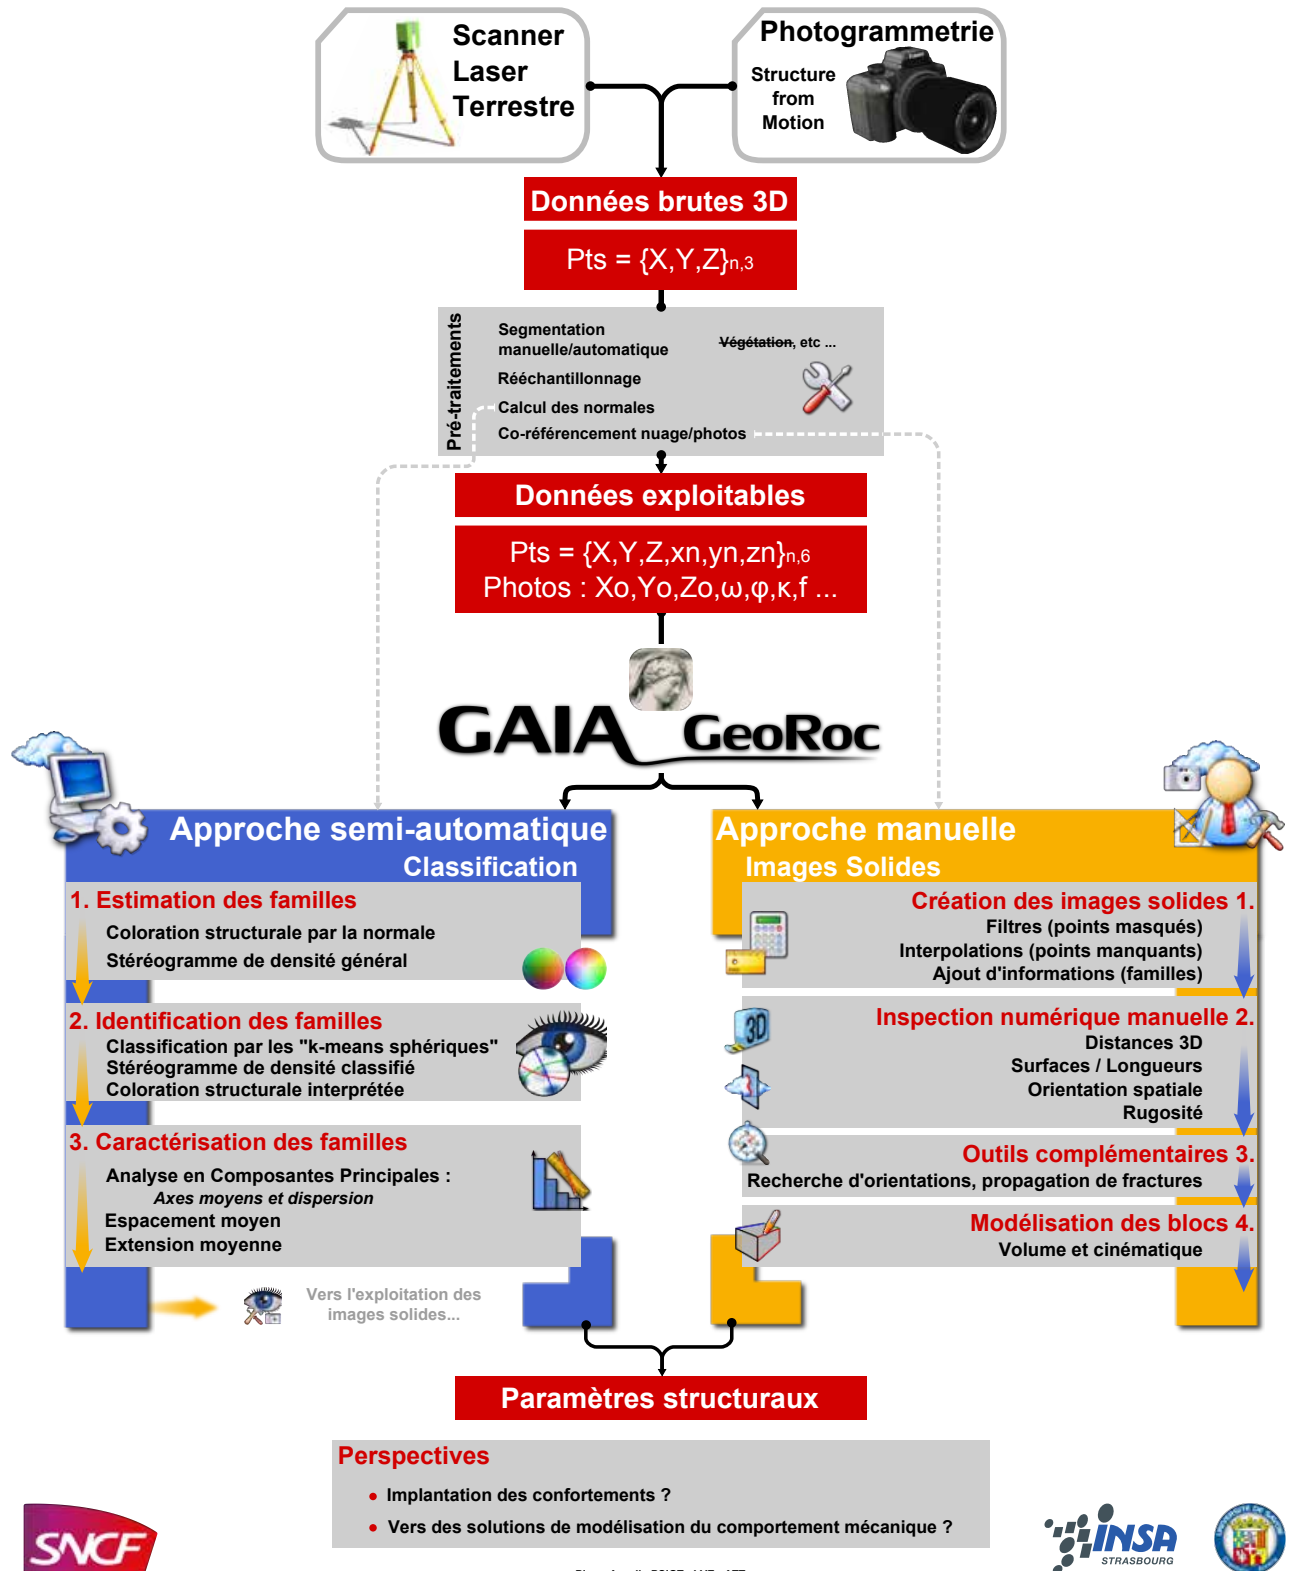 Scanner
Laser
Terrestre
Photogrammetrie
Structure
from
Motion
Données brutes 3D
Pts = {X,Y,Z}n,3
Pré-traitements
Segmentation
manuelle/automatique
Végétation, etc ...
Rééchantillonnage
Calcul des normales
Co-référencement nuage/photos
Données exploitables
Pts = {X,Y,Z,xn,yn,zn}n,6
Photos : Xo,Yo,Zo,ω,φ,κ,f ...
GAIA GeoRoc
Approche semi-automatique
Classification
1. Estimation des familles
Coloration structurale par la normale
Stéréogramme de densité général
2. Identification des familles
Classification par les "k-means sphériques"
Stéréogramme de densité classifié
Coloration structurale interprétée
3. Caractérisation des familles
Analyse en Composantes Principales :
Axes moyens et dispersion
Espacement moyen
Extension moyenne
Vers l'exploitation des
images solides...
Approche manuelle
Images Solides
Création des images solides 1.
Filtres (points masqués)
Interpolations (points manquants)
Ajout d'informations (familles)
Inspection numérique manuelle 2.
3D
Distances 3D
Surfaces / Longueurs
Orientation spatiale
Rugosité
Outils complémentaires 3.
Recherche d'orientations, propagation de fractures
Modélisation des blocs 4.
Volume et cinématique
Paramètres structuraux
Perspectives
• Implantation des confortements ?
• Vers des solutions de modélisation du comportement mécanique ?
SNCF
INSA
STRASBOURG